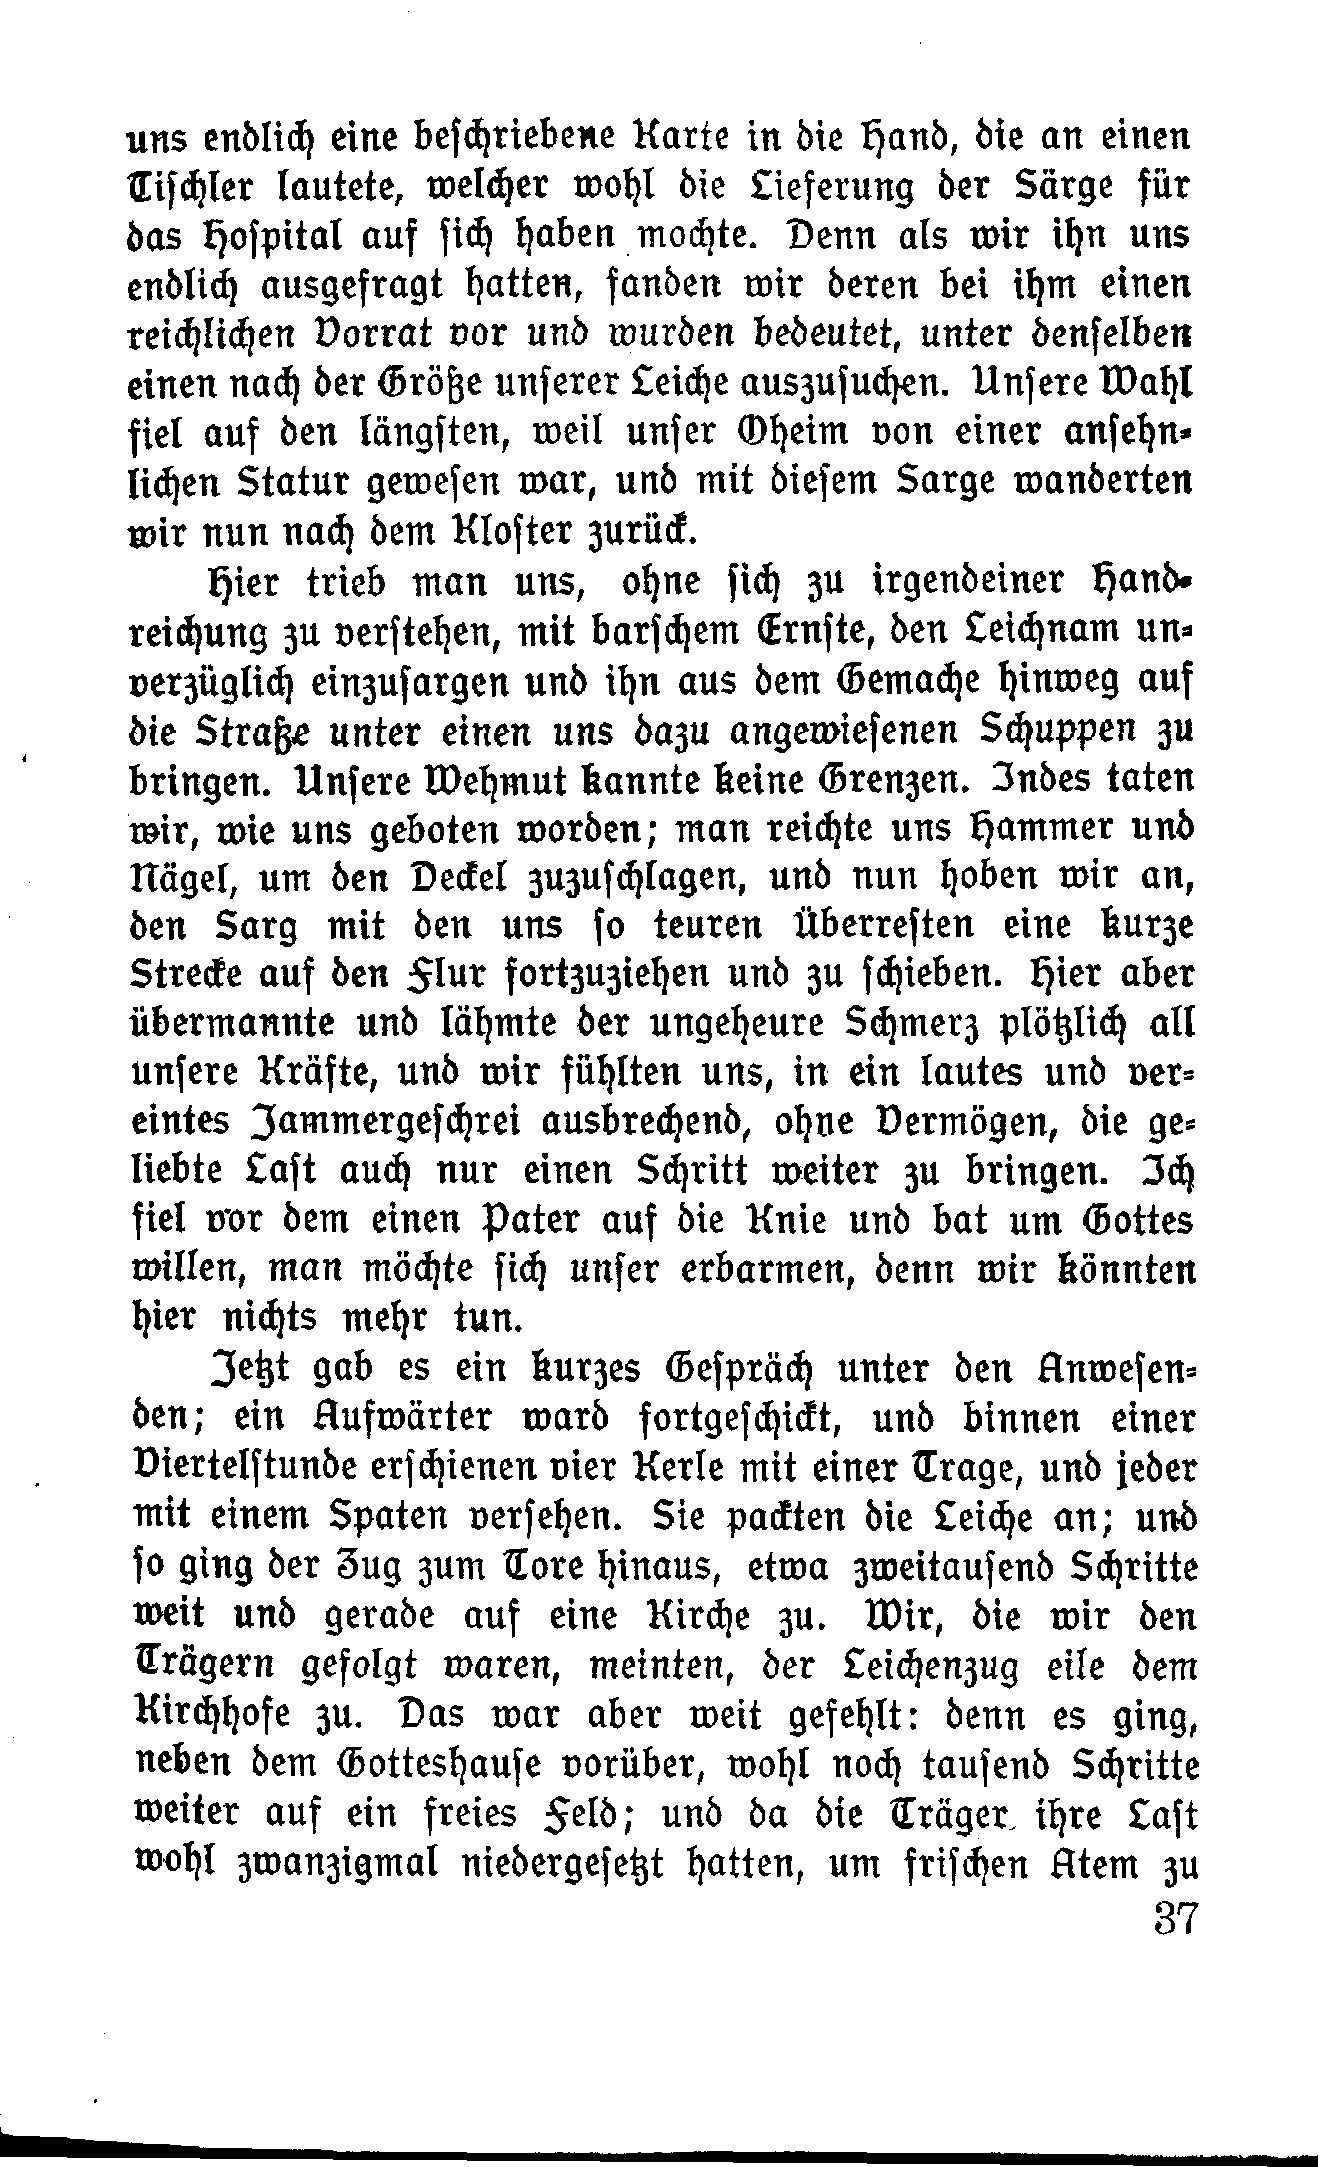 uns endlich eine beschriebene Karte in die Hand, die an einen
Tischler lautete, welcher wohl die Lieferung der Särge für
das Hospital auf sich haben mochte. Denn als wir ihn uns
endlich ausgefragt hatten, fanden wir deren bei ihm einen
reichlichen Vorrat vor und wurden bedeutet, unter denselben
einen nach der Größe unserer Leiche auszusuchen. Unsere Wahl
fiel auf den längsten, weil unser Oheim von einer ansehn-
lichen Statur gewesen war, und mit diesem Sarge wanderten
wir nun nach dem Kloster zurück.
Hier trieb man uns, ohne sich zu irgendeiner Hand-
reichung zu verstehen, mit barschem Ernste, den Leichnam un-
verzüglich einzusargen und ihn aus dem Gemache hinweg auf
die Straße unter einen uns dazu angewiesenen Schuppen zu
bringen. Unsere Wehmut kannte keine Grenzen. Indes taten
wir, wie uns geboten worden; man reichte uns Hammer und
Nägel, um den Deckel zuzuschlagen, und nun hoben wir an,
den Sarg mit den uns so teuren Überresten eine kurze
Strecke auf den Flur fortzuziehen und zu schieben. Hier aber
übermannte und lähmte der ungeheure Schmerz plötzlich all
unsere Kräfte, und wir fühlten uns, in ein lautes und ver-
eintes Jammergeschrei ausbrechend, ohne Vermögen, die ge-
liebte Last auch nur einen Schritt weiter zu bringen. Ich
fiel vor dem einen Pater auf die Knie und bat um Gottes
willen, man möchte sich unser erbarmen, denn wir könnten
hier nichts mehr tun.
Jetzt gab es ein kurzes Gespräch unter den Anwesen-
den; ein Aufwärter ward fortgeschickt, und binnen einer
Viertelstunde erschienen vier Kerle mit einer Trage, und jeder
mit einem Spaten versehen. Sie packten die Leiche an; und
so ging der Zug zum Tore hinaus, etwa zweitausend Schritte
weit und gerade auf eine Kirche zu. Wir, die wir den
Trägern gefolgt waren, meinten, der Leichenzug eile dem
Kirchhofe zu. Das war aber weit gefehlt: denn es ging,
neben dem Gotteshause vorüber, wohl noch tausend Schritte
weiter auf ein freies Feld; und da die Träger ihre Last
wohl zwanzigmal niedergesetzt hatten, um frischen Atem zu
37